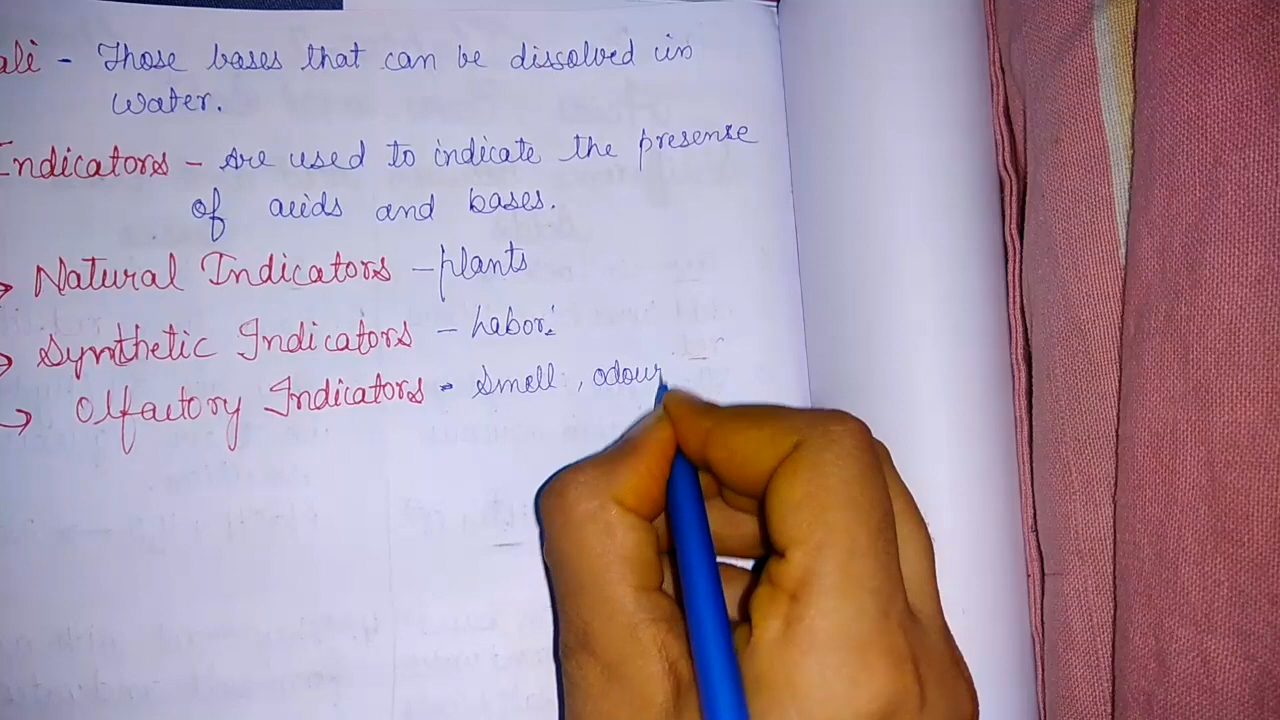 ali - Those bases that can be dissolved in
water.
Indicators - Are used to indicate the presense
of acids and bases.
→ Natural Indicators - plants
→ Synthetic Indicators - Labor.
→ Olfactory Indicators - Smell, odour